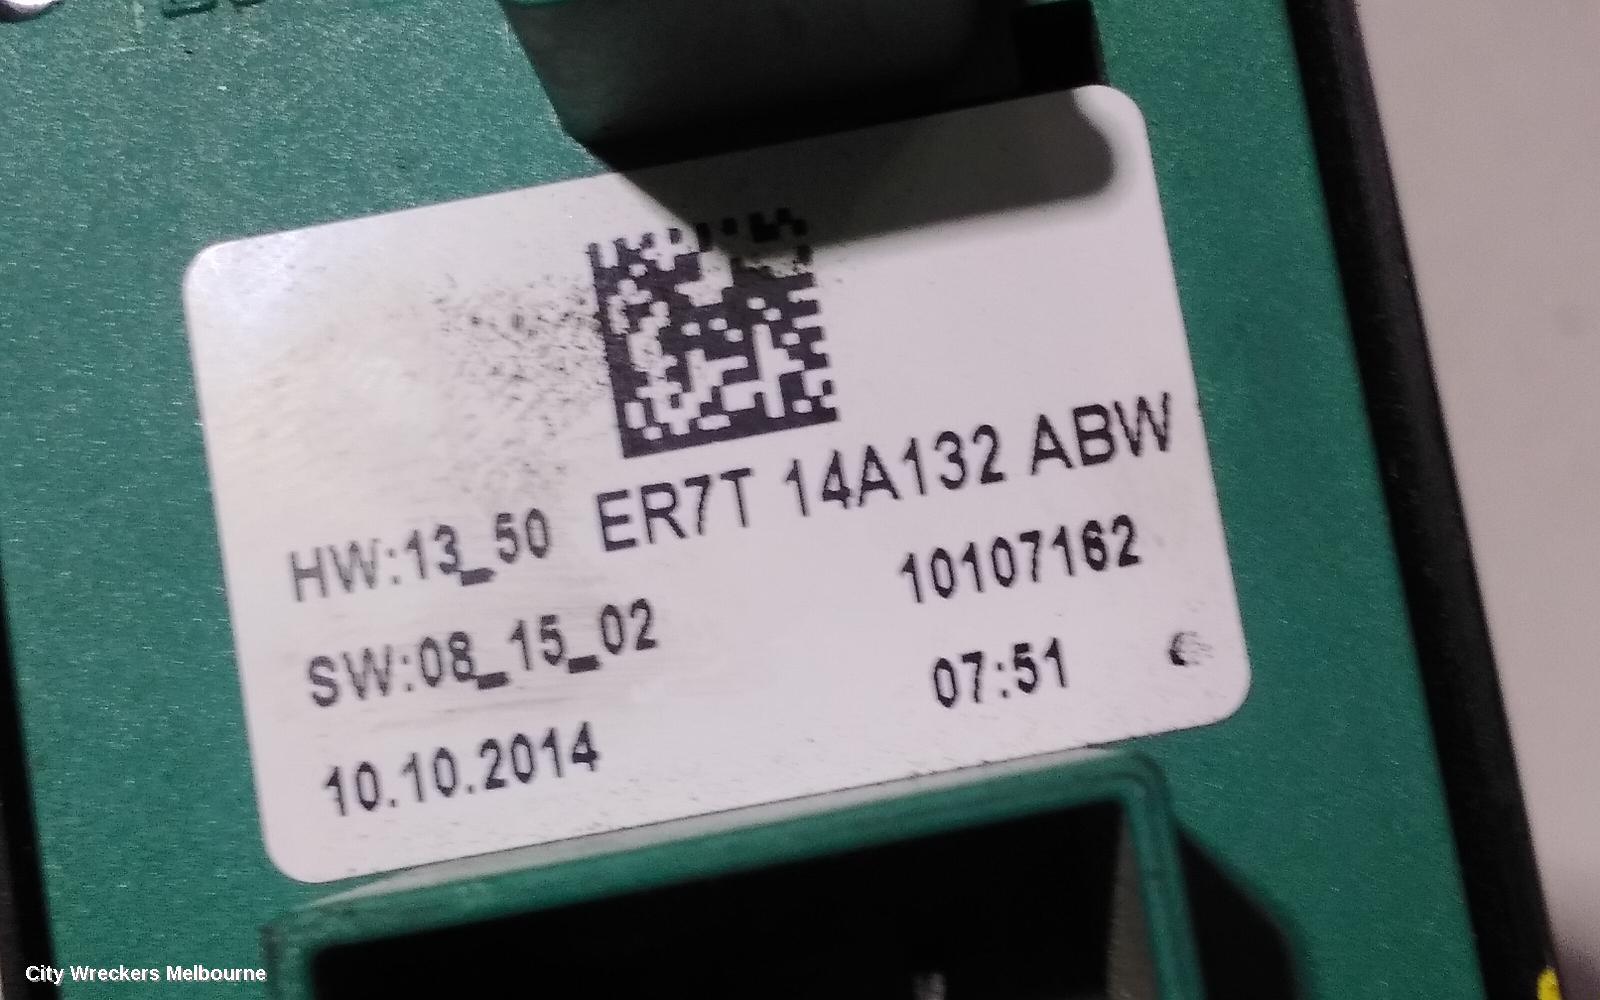 HW:13_50 ER7T 14A132 ABW
SW:08_15_02 10107162
10.10.2014 07:51
City Wreckers Melbourne